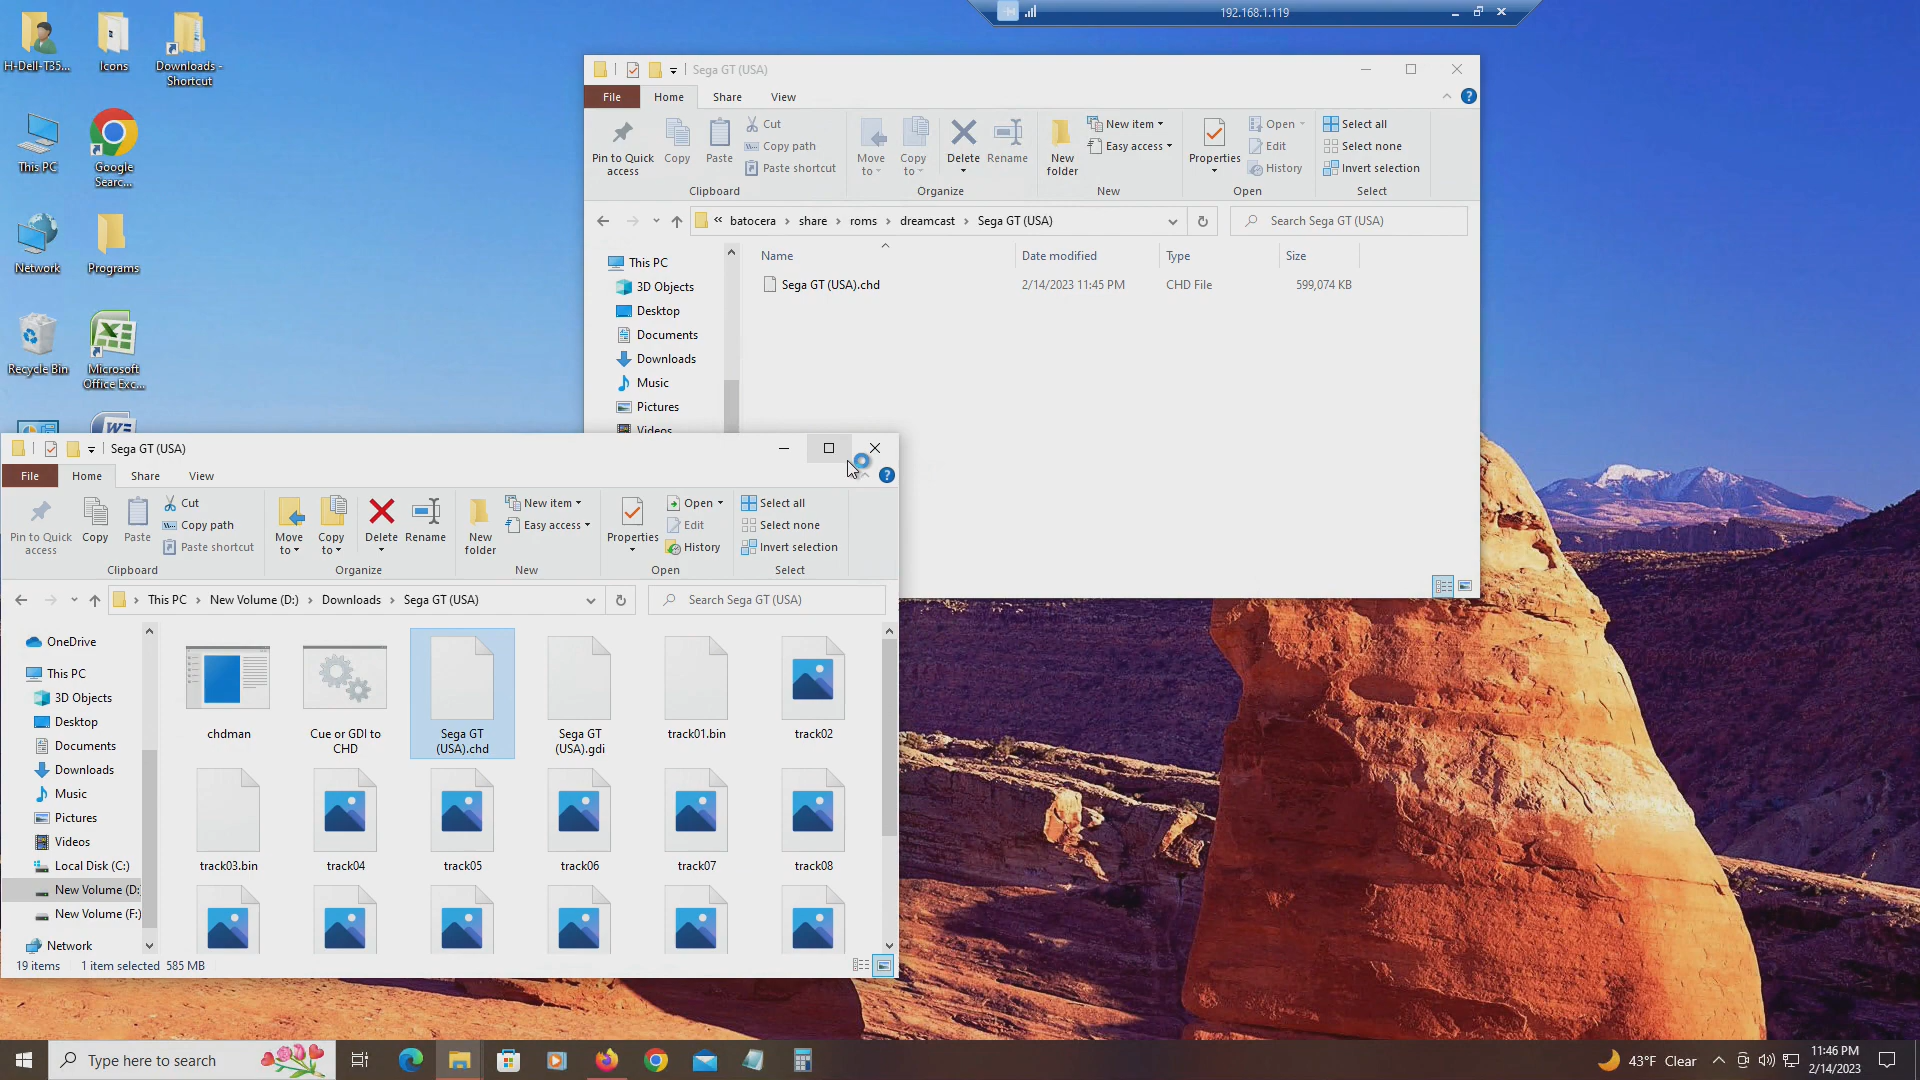 192.168.1.119
H-Dell-T35...
Icons
Downloads -
Shortcut
This PC
Google
Searc...
Network
Programs
Recycle Bin
Microsoft
Office Exc...
Sega GT (USA)
File Home Share View
Pin to Quick
access
Copy
Paste
Cut
Copy path
Paste shortcut
Move
to
Copy
to
Delete
Rename
New
folder
New item
Easy access
Properties
Open
Edit
History
Select all
Select none
Invert selection
Clipboard Organize New Open Select
« batocera › share › roms › dreamcast › Sega GT (USA)
Search Sega GT (USA)
This PC
3D Objects
Desktop
Documents
Downloads
Music
Pictures
Videos
Name Date modified Type Size
Sega GT (USA).chd 2/14/2023 11:45 PM CHD File 599,074 KB
Sega GT (USA)
File Home Share View
Pin to Quick
access
Copy
Paste
Cut
Copy path
Paste shortcut
Move
to
Copy
to
Delete
Rename
New
folder
New item
Easy access
Properties
Open
Edit
History
Select all
Select none
Invert selection
Clipboard Organize New Open Select
› This PC › New Volume (D:) › Downloads › Sega GT (USA)
Search Sega GT (USA)
OneDrive
This PC
3D Objects
Desktop
Documents
Downloads
Music
Pictures
Videos
Local Disk (C:)
New Volume (D:
New Volume (F:)
Network
chdman
Cue or GDI to
CHD
Sega GT
(USA).chd
Sega GT
(USA).gdi
track01.bin
track02
track03.bin
track04
track05
track06
track07
track08
19 items 1 item selected 585 MB
Type here to search
43°F Clear
11:46 PM
2/14/2023